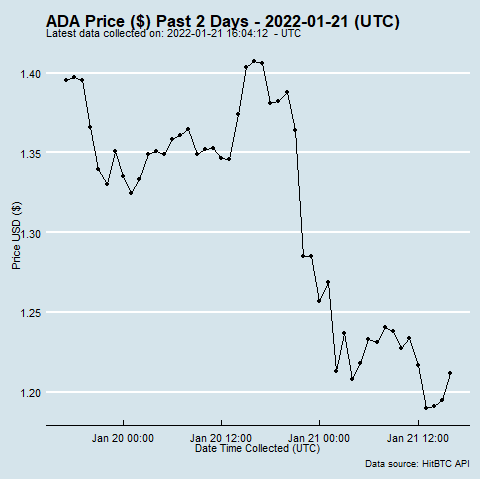 ADA Price ($) Past 2 Days - 2022-01-21 (UTC)
Latest data collected on: 2022-01-21 16:04:12 - UTC
1.40
1.35
1.30
1.25
1.20
Price USD ($)
Jan 20 00:00 Jan 20 12:00 Jan 21 00:00 Jan 21 12:00
Date Time Collected (UTC)
Data source: HitBTC API